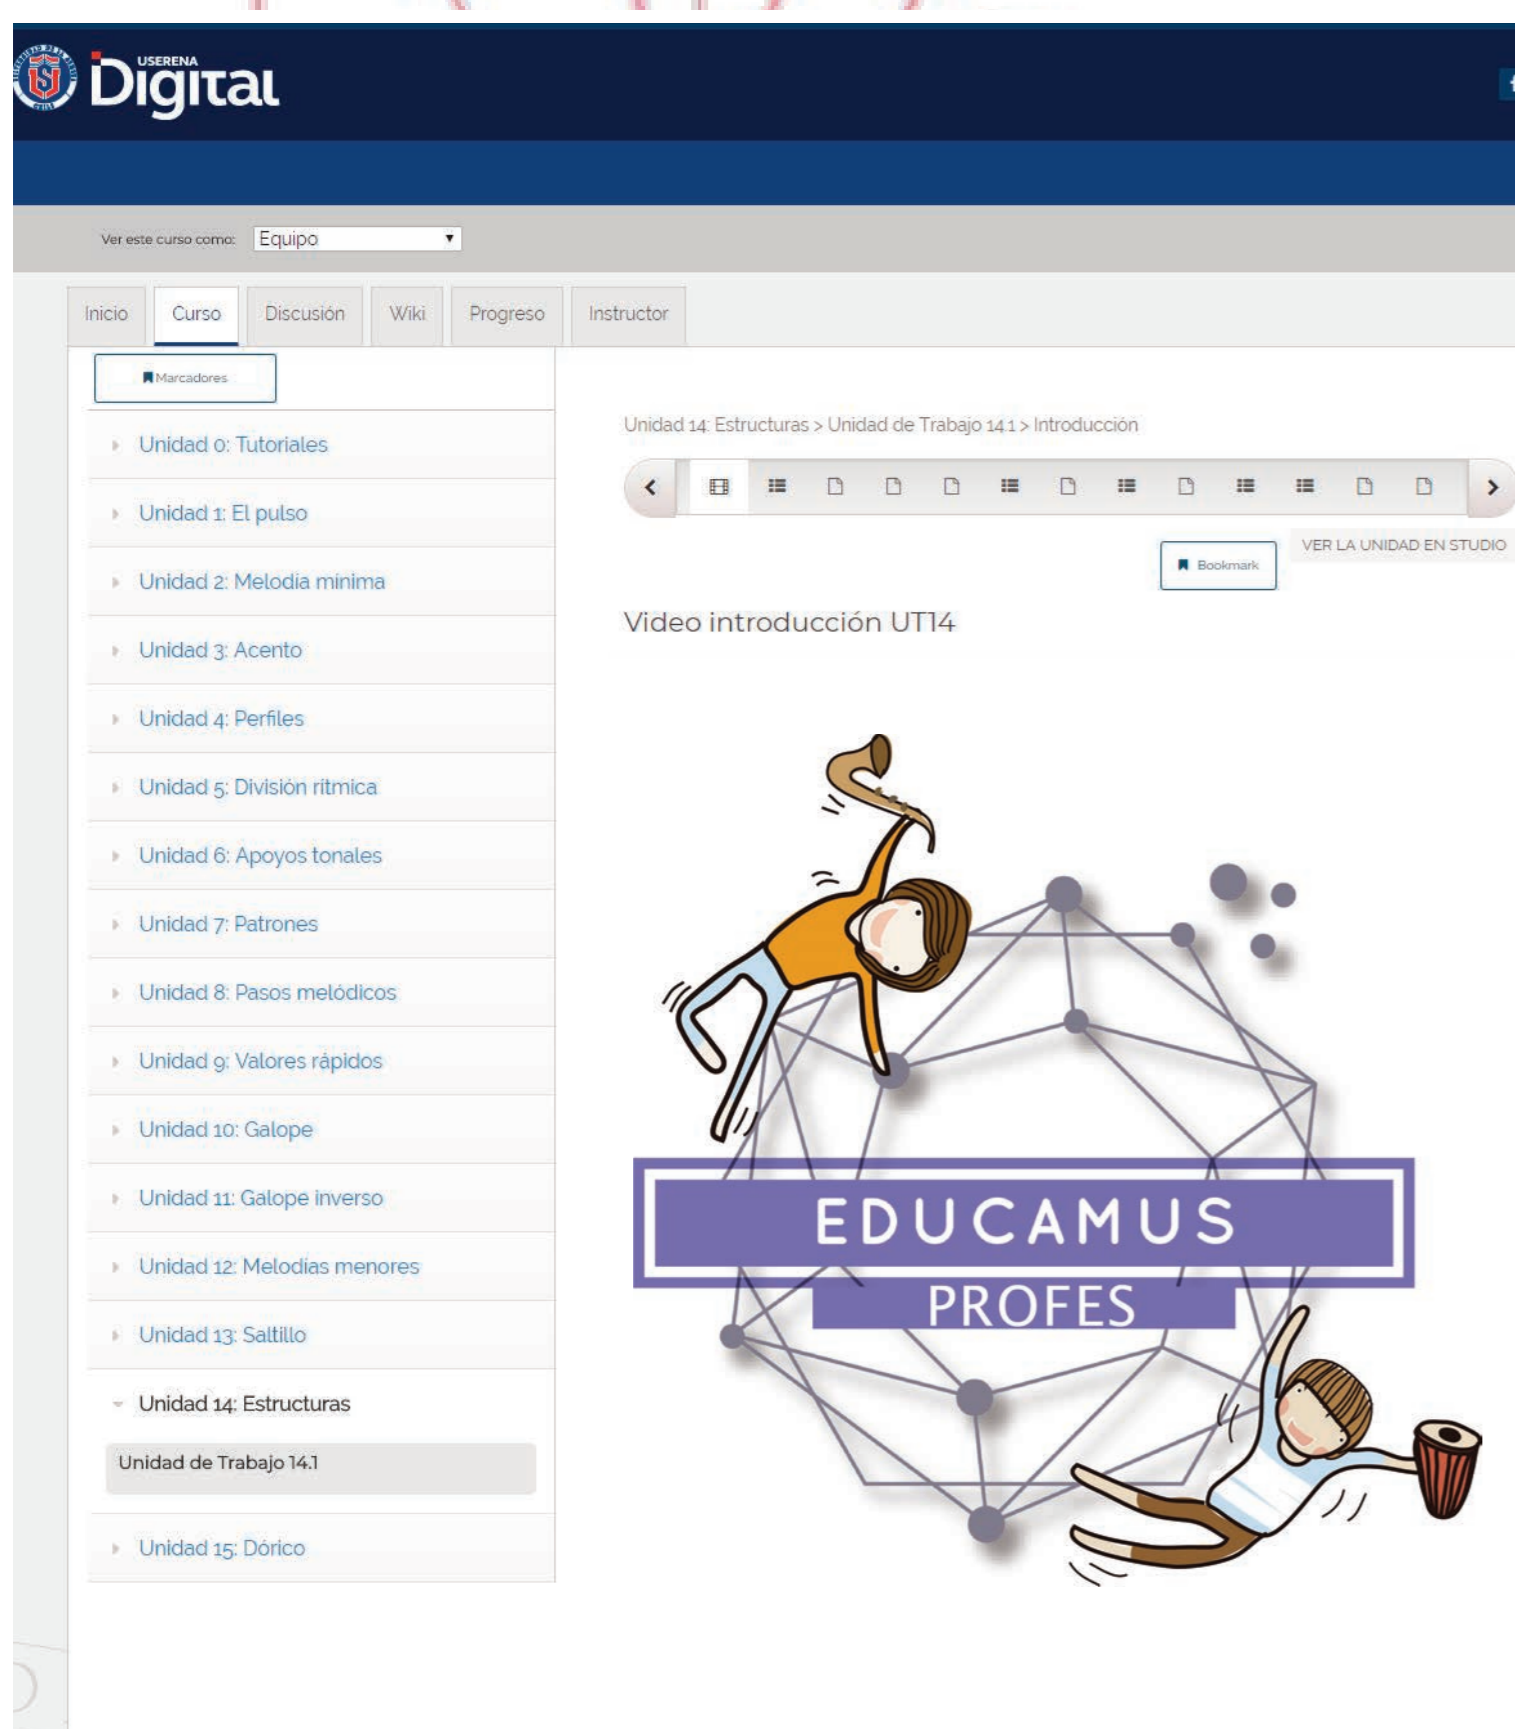 USERENA
Digital
Ver este curso como: Equipo
Inicio Curso Discusión Wiki Progreso Instructor
Marcadores
Unidad 0: Tutoriales
Unidad 1: El pulso
Unidad 2: Melodía mínima
Unidad 3: Acento
Unidad 4: Perfiles
Unidad 5: División rítmica
Unidad 6: Apoyos tonales
Unidad 7: Patrones
Unidad 8: Pasos melódicos
Unidad 9: Valores rápidos
Unidad 10: Galope
Unidad 11: Galope inverso
Unidad 12: Melodías menores
Unidad 13: Saltillo
Unidad 14: Estructuras
Unidad de Trabajo 14.1
Unidad 15: Dórico
Unidad 14: Estructuras > Unidad de Trabajo 14.1 > Introducción
Bookmark
VER LA UNIDAD EN STUDIO
Video introducción UT14
EDUCAMUS
PROFES